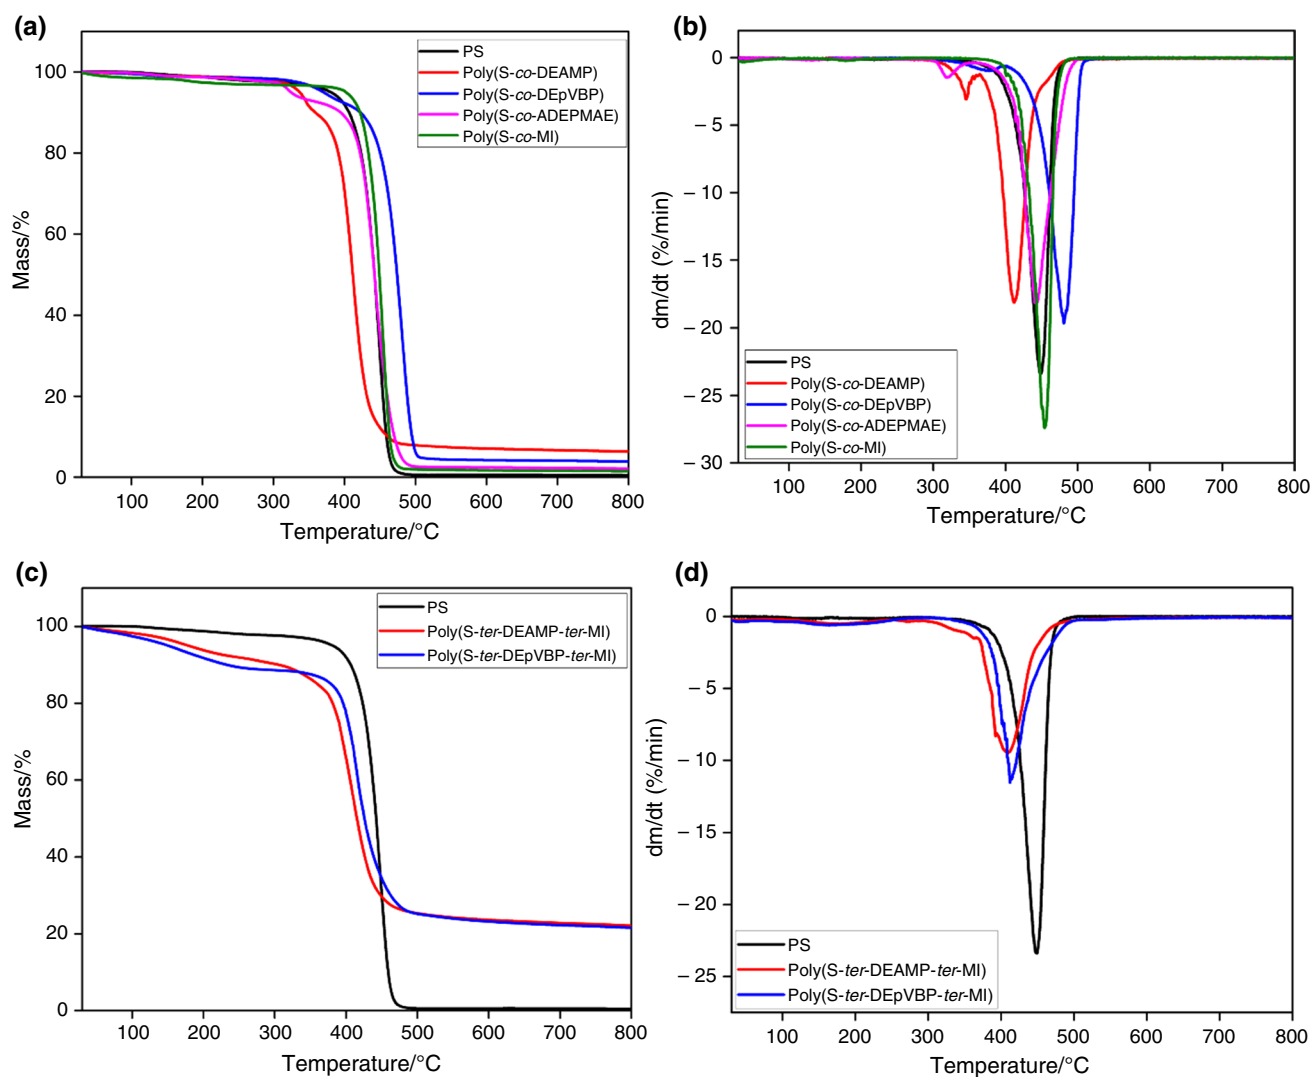 (a)
PS
Poly(S-co-DEAMP)
Poly(S-co-DEpVBP)
Poly(S-co-ADEPMAE)
Poly(S-co-MI)
100
80
60
40
20
0
Mass/%
100 200 300 400 500 600 700 800
Temperature/°C
(b)
0
– 5
– 10
– 15
– 20
– 25
– 30
dm/dt (%/min)
PS
Poly(S-co-DEAMP)
Poly(S-co-DEpVBP)
Poly(S-co-ADEPMAE)
Poly(S-co-MI)
100 200 300 400 500 600 700 800
Temperature/°C
(c)
PS
Poly(S-ter-DEAMP-ter-MI)
Poly(S-ter-DEpVBP-ter-MI)
100
80
60
40
20
0
Mass/%
100 200 300 400 500 600 700 800
Temperature/°C
(d)
0
– 5
– 10
– 15
– 20
– 25
dm/dt (%/min)
PS
Poly(S-ter-DEAMP-ter-MI)
Poly(S-ter-DEpVBP-ter-MI)
100 200 300 400 500 600 700 800
Temperature/°C